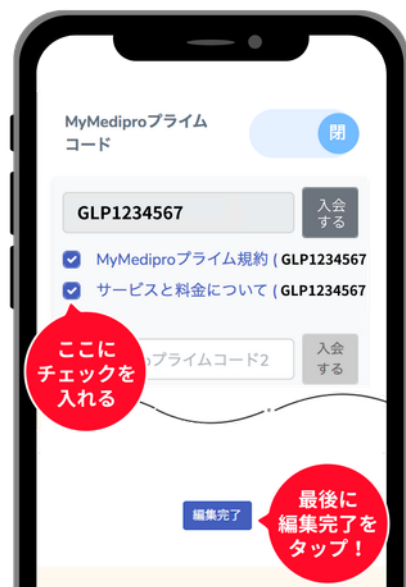 MyMediproプライム
コード
閉
GLP1234567
入会
する
MyMediproプライム規約 ( GLP1234567
サービスと料金について ( GLP1234567
ここに
チェックを
入れる
oプライムコード2
入会
する
編集完了
最後に
編集完了を
タップ！